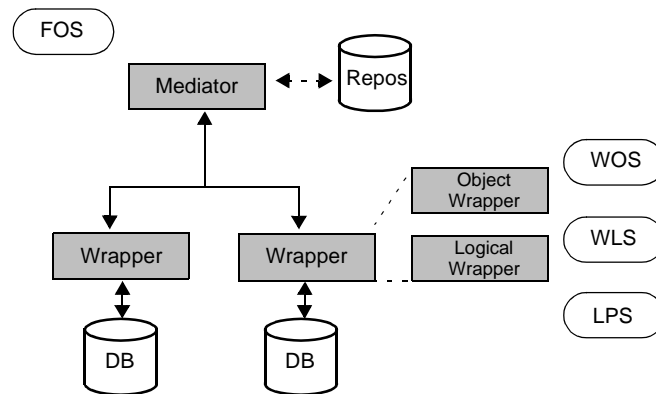 FOS
Mediator
Repos
Object
Wrapper
WOS
Wrapper
Wrapper
Logical
Wrapper
WLS
LPS
DB
DB